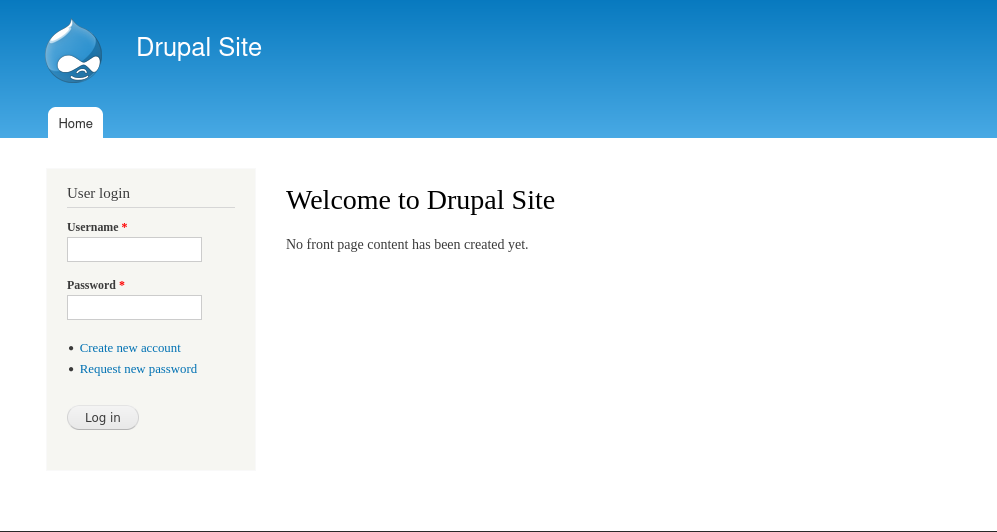 Drupal Site
Home
User login
Username *
Password *
Create new account
Request new password
Log in
Welcome to Drupal Site
No front page content has been created yet.